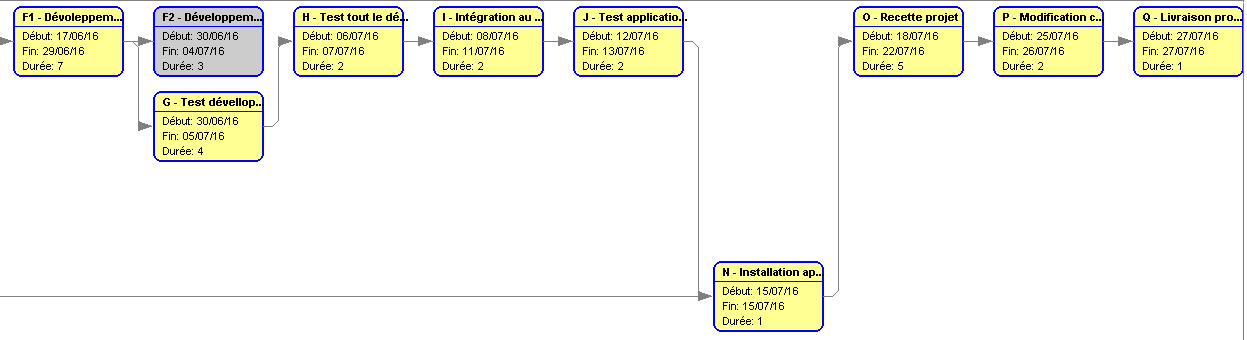 F1 - Dévoleppem...
Début: 17/06/16
Fin: 29/06/16
Durée: 7
F2 - Développem...
Début: 30/06/16
Fin: 04/07/16
Durée: 3
G - Test dévellop...
Début: 30/06/16
Fin: 05/07/16
Durée: 4
H - Test tout le dé...
Début: 06/07/16
Fin: 07/07/16
Durée: 2
I - Intégration au ...
Début: 08/07/16
Fin: 11/07/16
Durée: 2
J - Test applicatio...
Début: 12/07/16
Fin: 13/07/16
Durée: 2
N - Installation ap...
Début: 15/07/16
Fin: 15/07/16
Durée: 1
O - Recette projet
Début: 18/07/16
Fin: 22/07/16
Durée: 5
P - Modification c...
Début: 25/07/16
Fin: 26/07/16
Durée: 2
Q - Livraison pro...
Début: 27/07/16
Fin: 27/07/16
Durée: 1